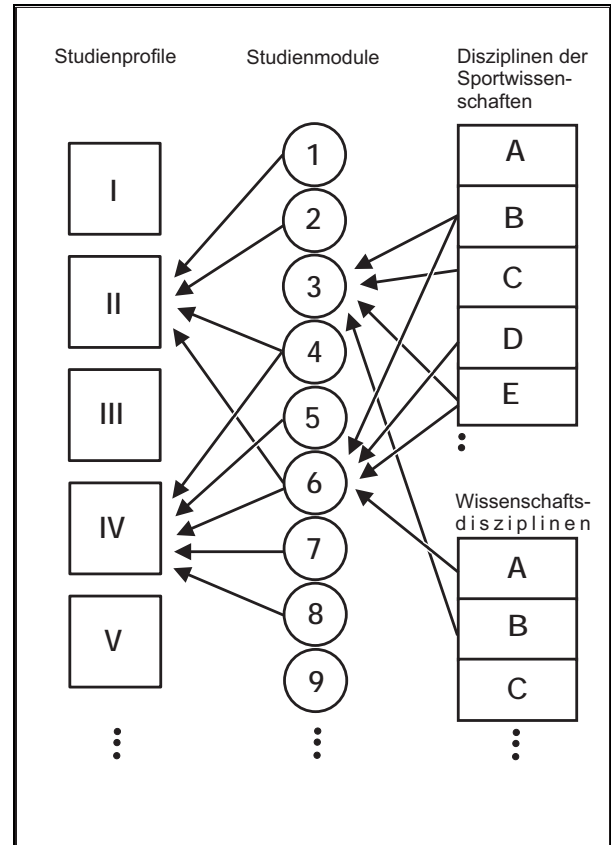 Studienprofile
Studienmodule
Disziplinen der
Sportwissen-
schaften
I
II
III
IV
V
1
2
3
4
5
6
7
8
9
A
B
C
D
E
Wissenschafts-
disziplinen
A
B
C